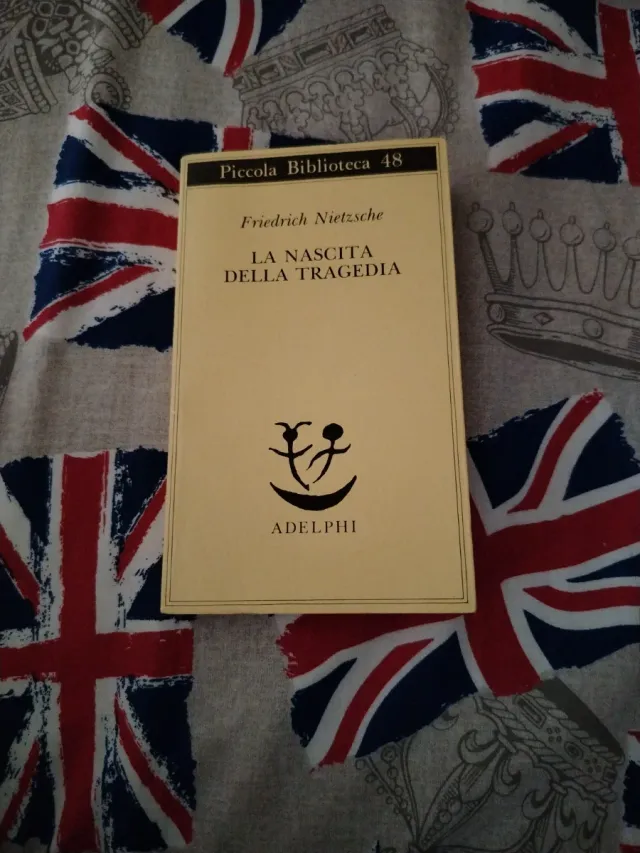 Piccola Biblioteca 48
Friedrich Nietzsche
LA NASCITA
DELLA TRAGEDIA
ADELPHI